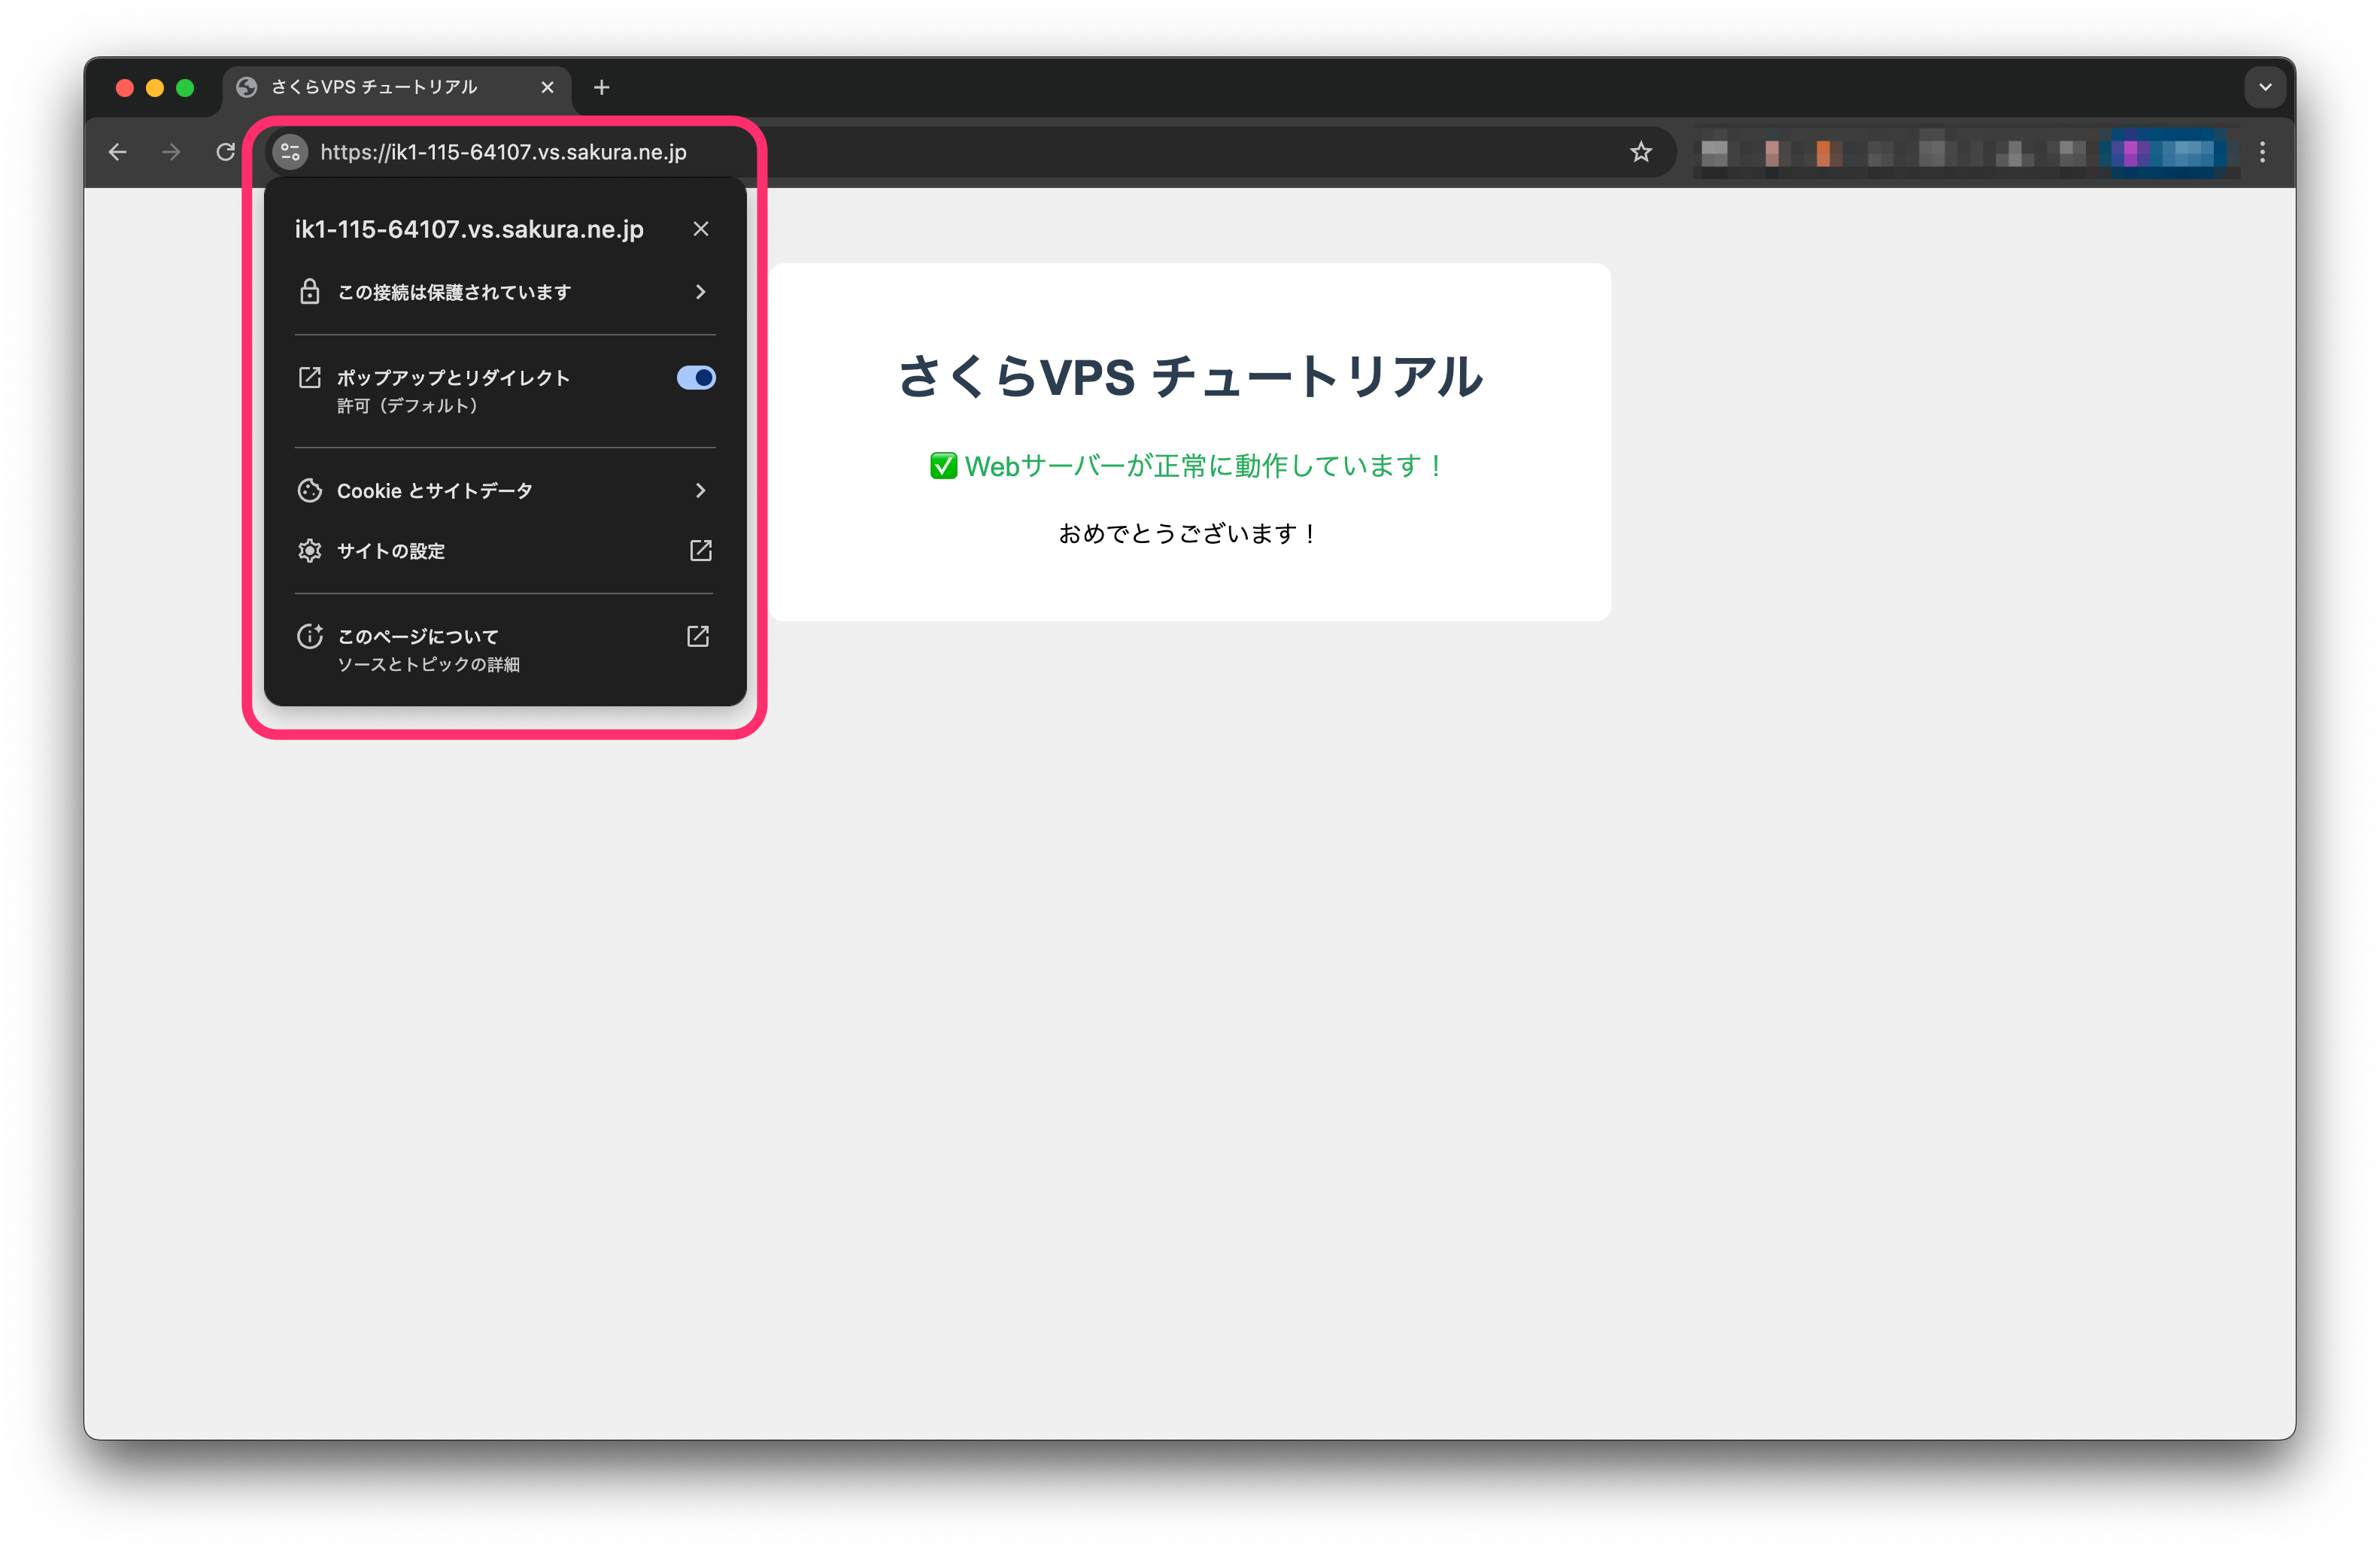 さくらVPS チュートリアル
https://ik1-115-64107.vs.sakura.ne.jp
ik1-115-64107.vs.sakura.ne.jp
この接続は保護されています
ポップアップとリダイレクト
許可（デフォルト）
Cookie とサイトデータ
サイトの設定
このページについて
ソースとトピックの詳細
さくらVPS チュートリアル
✅ Webサーバーが正常に動作しています！
おめでとうございます！